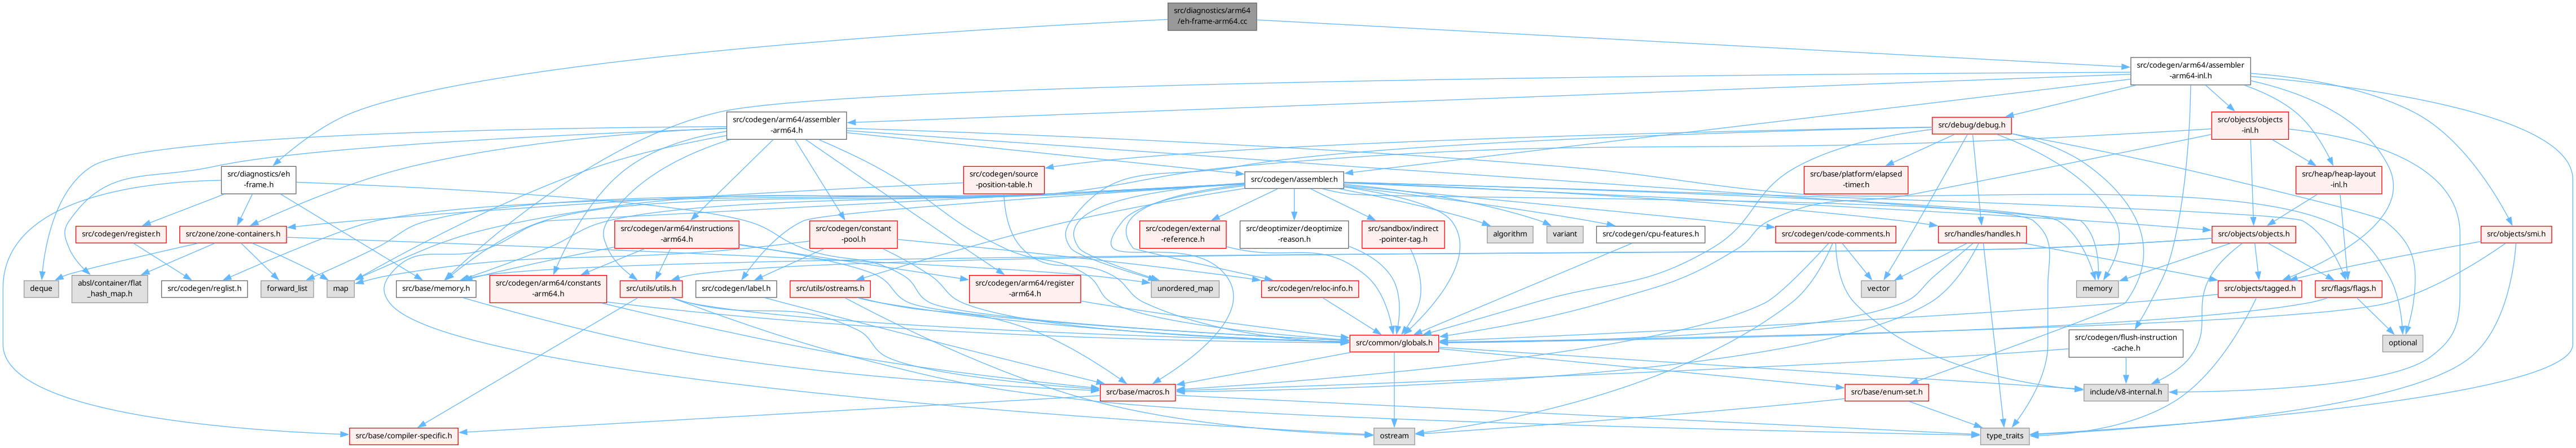 src/diagnostics/arm64
/eh-frame-arm64.cc
src/codegen/arm64/assembler
-arm64-inl.h
src/codegen/arm64/assembler
-arm64.h
src/debug/debug.h
src/objects/objects
-inl.h
src/diagnostics/eh
-frame.h
src/codegen/source
-position-table.h
src/codegen/assembler.h
src/base/platform/elapsed
-timer.h
src/heap/heap-layout
-inl.h
src/codegen/register.h
src/zone/zone-containers.h
src/codegen/arm64/instructions
-arm64.h
src/codegen/constant
-pool.h
src/codegen/external
-reference.h
src/deoptimizer/deoptimize
-reason.h
src/sandbox/indirect
-pointer-tag.h
algorithm
variant
src/codegen/cpu-features.h
src/codegen/code-comments.h
src/handles/handles.h
src/objects/objects.h
src/objects/smi.h
deque
absl/container/flat
_hash_map.h
src/codegen/reglist.h
forward_list
map
src/base/memory.h
src/codegen/arm64/constants
-arm64.h
src/utils/utils.h
src/codegen/label.h
src/utils/ostreams.h
src/codegen/arm64/register
-arm64.h
unordered_map
src/codegen/reloc-info.h
vector
memory
src/objects/tagged.h
src/flags/flags.h
src/common/globals.h
src/codegen/flush-instruction
-cache.h
optional
src/base/macros.h
src/base/enum-set.h
include/v8-internal.h
src/base/compiler-specific.h
ostream
type_traits